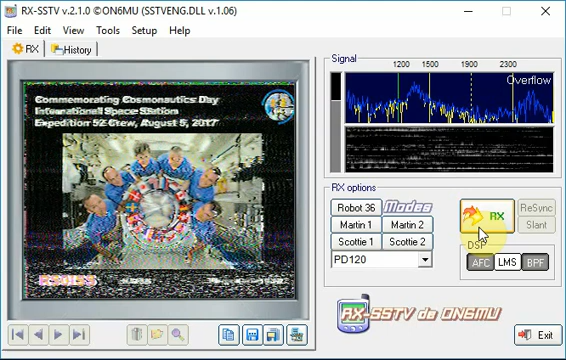 RX-SSTV v.2.1.0 ©ON6MU (SSTVENG.DLL v.1.06)
File Edit View Tools Setup Help
RX History
Commemorating Cosmonautics Day
International Space Station
Expedition 52 Crew, August 5, 2017
ARISS
Signal
1200 1500 1900 2300
Overflow
RX options
Robot 36 Modes
Martin 1 Martin 2
Scottie 1 Scottie 2
PD120
RX
ReSync
Slant
DSP
AFC LMS BPF
RX-SSTV de ON6MU
Exit